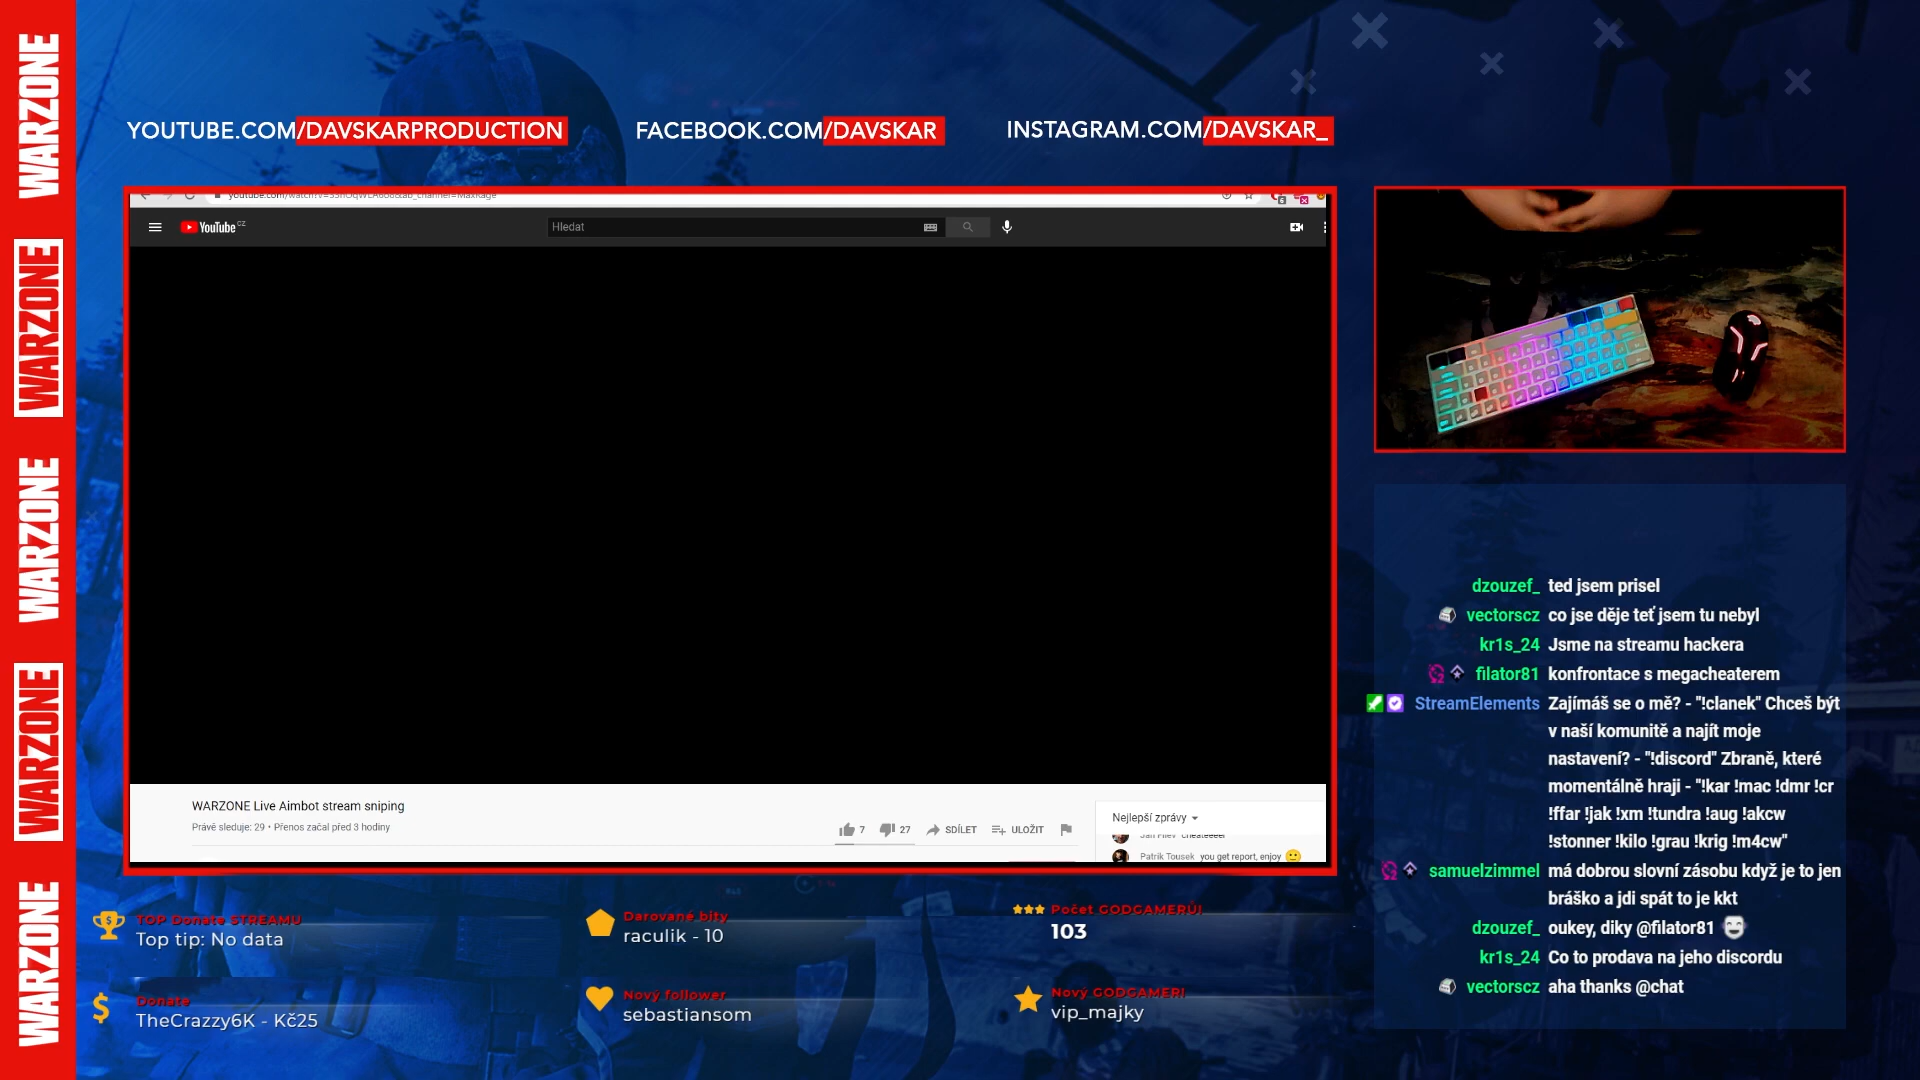 WARZONE
WARZONE
WARZONE
WARZONE
WARZONE
YOUTUBE.COM/DAVSKARPRODUCTION
FACEBOOK.COM/DAVSKAR
INSTAGRAM.COM/DAVSKAR_
YouTube CZ
Hledat
WARZONE Live Aimbot stream sniping
Právě sleduje: 29 • Přenos začal před 3 hodiny
7
27
SDÍLET
ULOŽIT
Nejlepší zprávy
Patrik Tousek you get report, enjoy
dzouzef_ ted jsem prisel
vectorscz co jse děje teť jsem tu nebyl
kr1s_24 Jsme na streamu hackera
filator81 konfrontace s megacheaterem
StreamElements Zajímáš se o mě? - "!clanek" Chceš být
v naší komunitě a najít moje
nastavení? - "!discord" Zbraně, které
momentálně hraji - "!kar !mac !dmr !cr
!ffar !jak !xm !tundra !aug !akcw
!stonner !kilo !grau !krig !m4cw"
samuelzimmel má dobrou slovní zásobu když je to jen
bráško a jdi spát to je kkt
dzouzef_ oukey, diky @filator81
kr1s_24 Co to prodava na jeho discordu
vectorscz aha thanks @chat
TOP Donate STREAMU
Top tip: No data
Darované bity
raculik - 10
Počet GODGAMERŮ!
103
Donate
TheCrazzy6K - Kč25
Nový follower
sebastiansom
Nový GODGAMER!
vip_majky